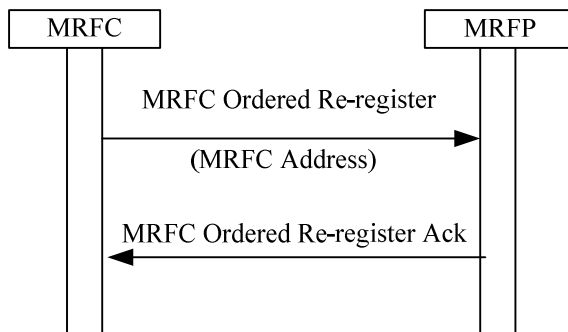 MRFC
MRFP
MRFC Ordered Re-register
(MRFC Address)
MRFC Ordered Re-register Ack